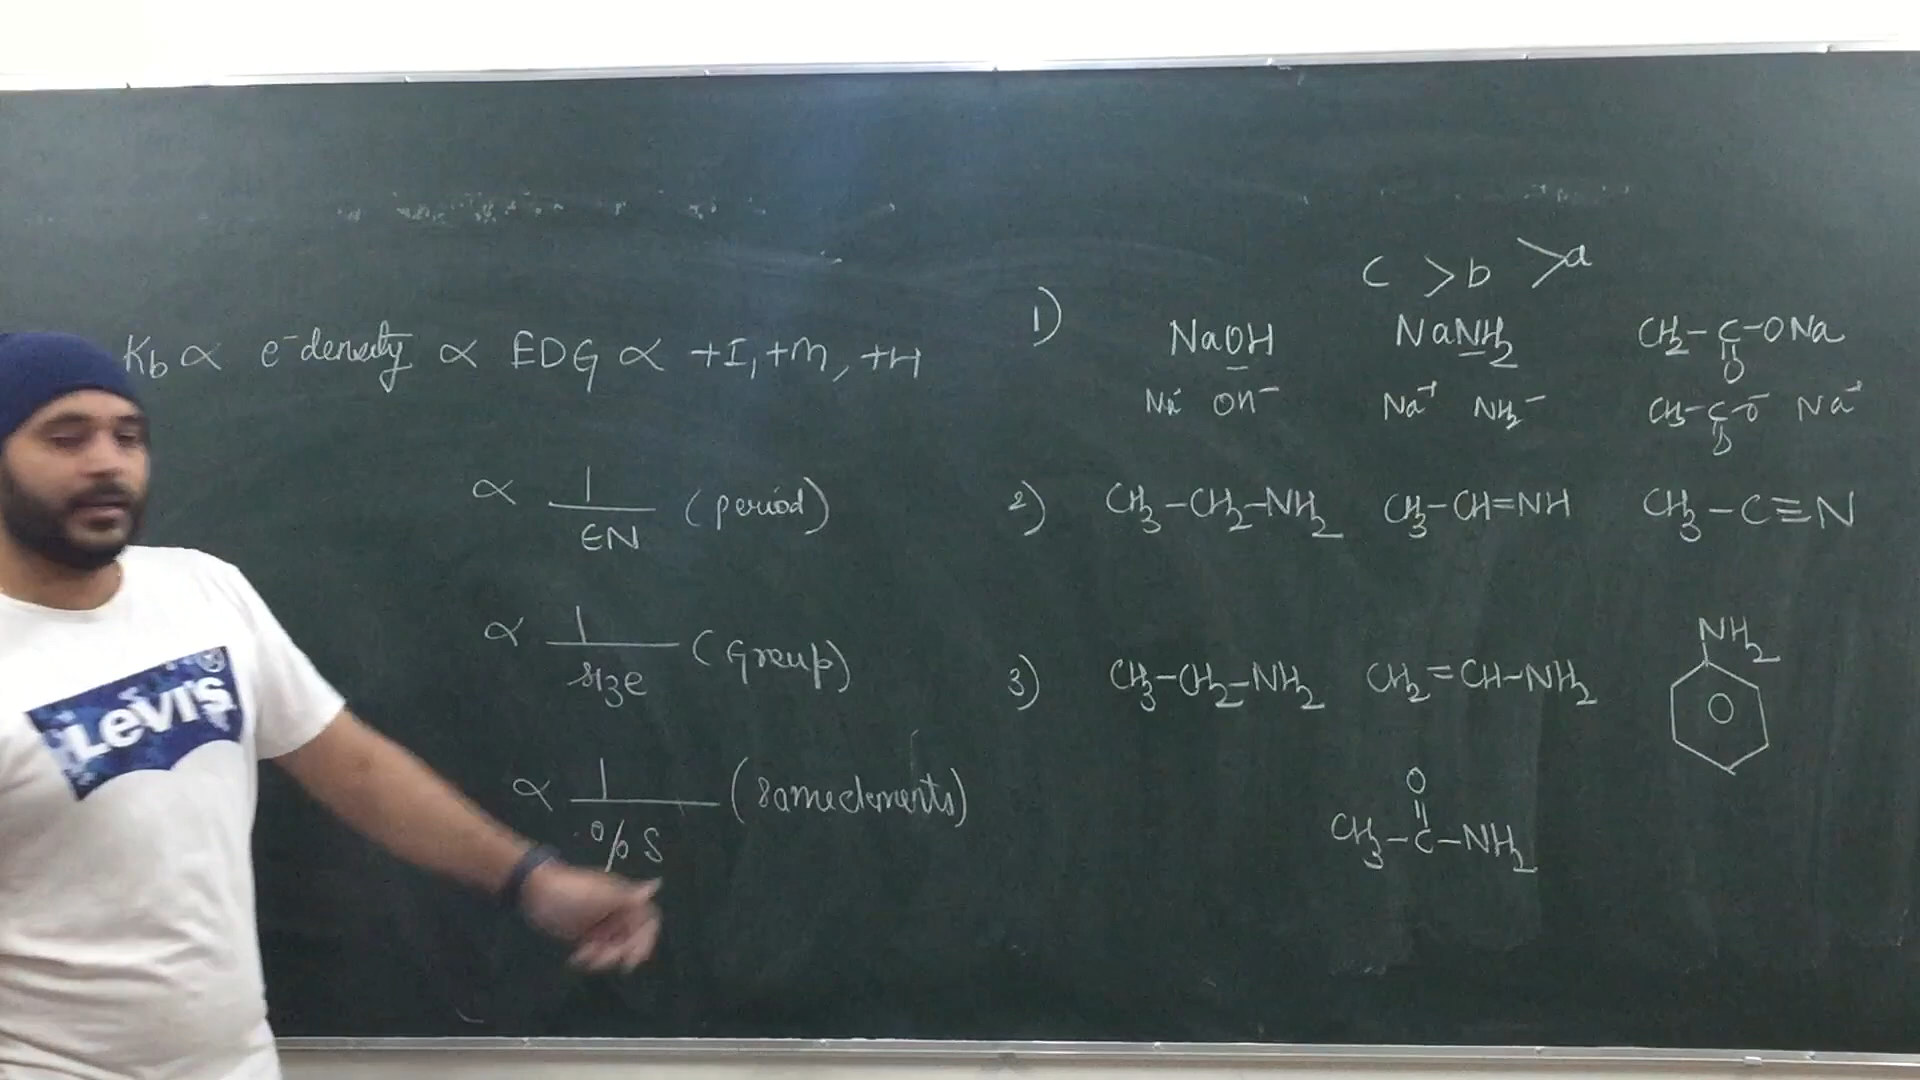 Kb ∝ e⁻density ∝ EDG ∝ +I, +M, +H
∝ 1/EN (period)
∝ 1/size (Group)
∝ 1/%S (same elements)
C > b > a
1) NaOH NaNH₂ CH₃-C(=O)-ONa
Na⁺ OH⁻ Na⁺ NH₂⁻ CH₃-C(=O)-O⁻ Na⁺
2) CH₃-CH₂-NH₂ CH₃-CH=NH CH₃-C≡N
NH₂
3) CH₃-CH₂-NH₂ CH₂=CH-NH₂
O
CH₃-C-NH₂
LEVI'S